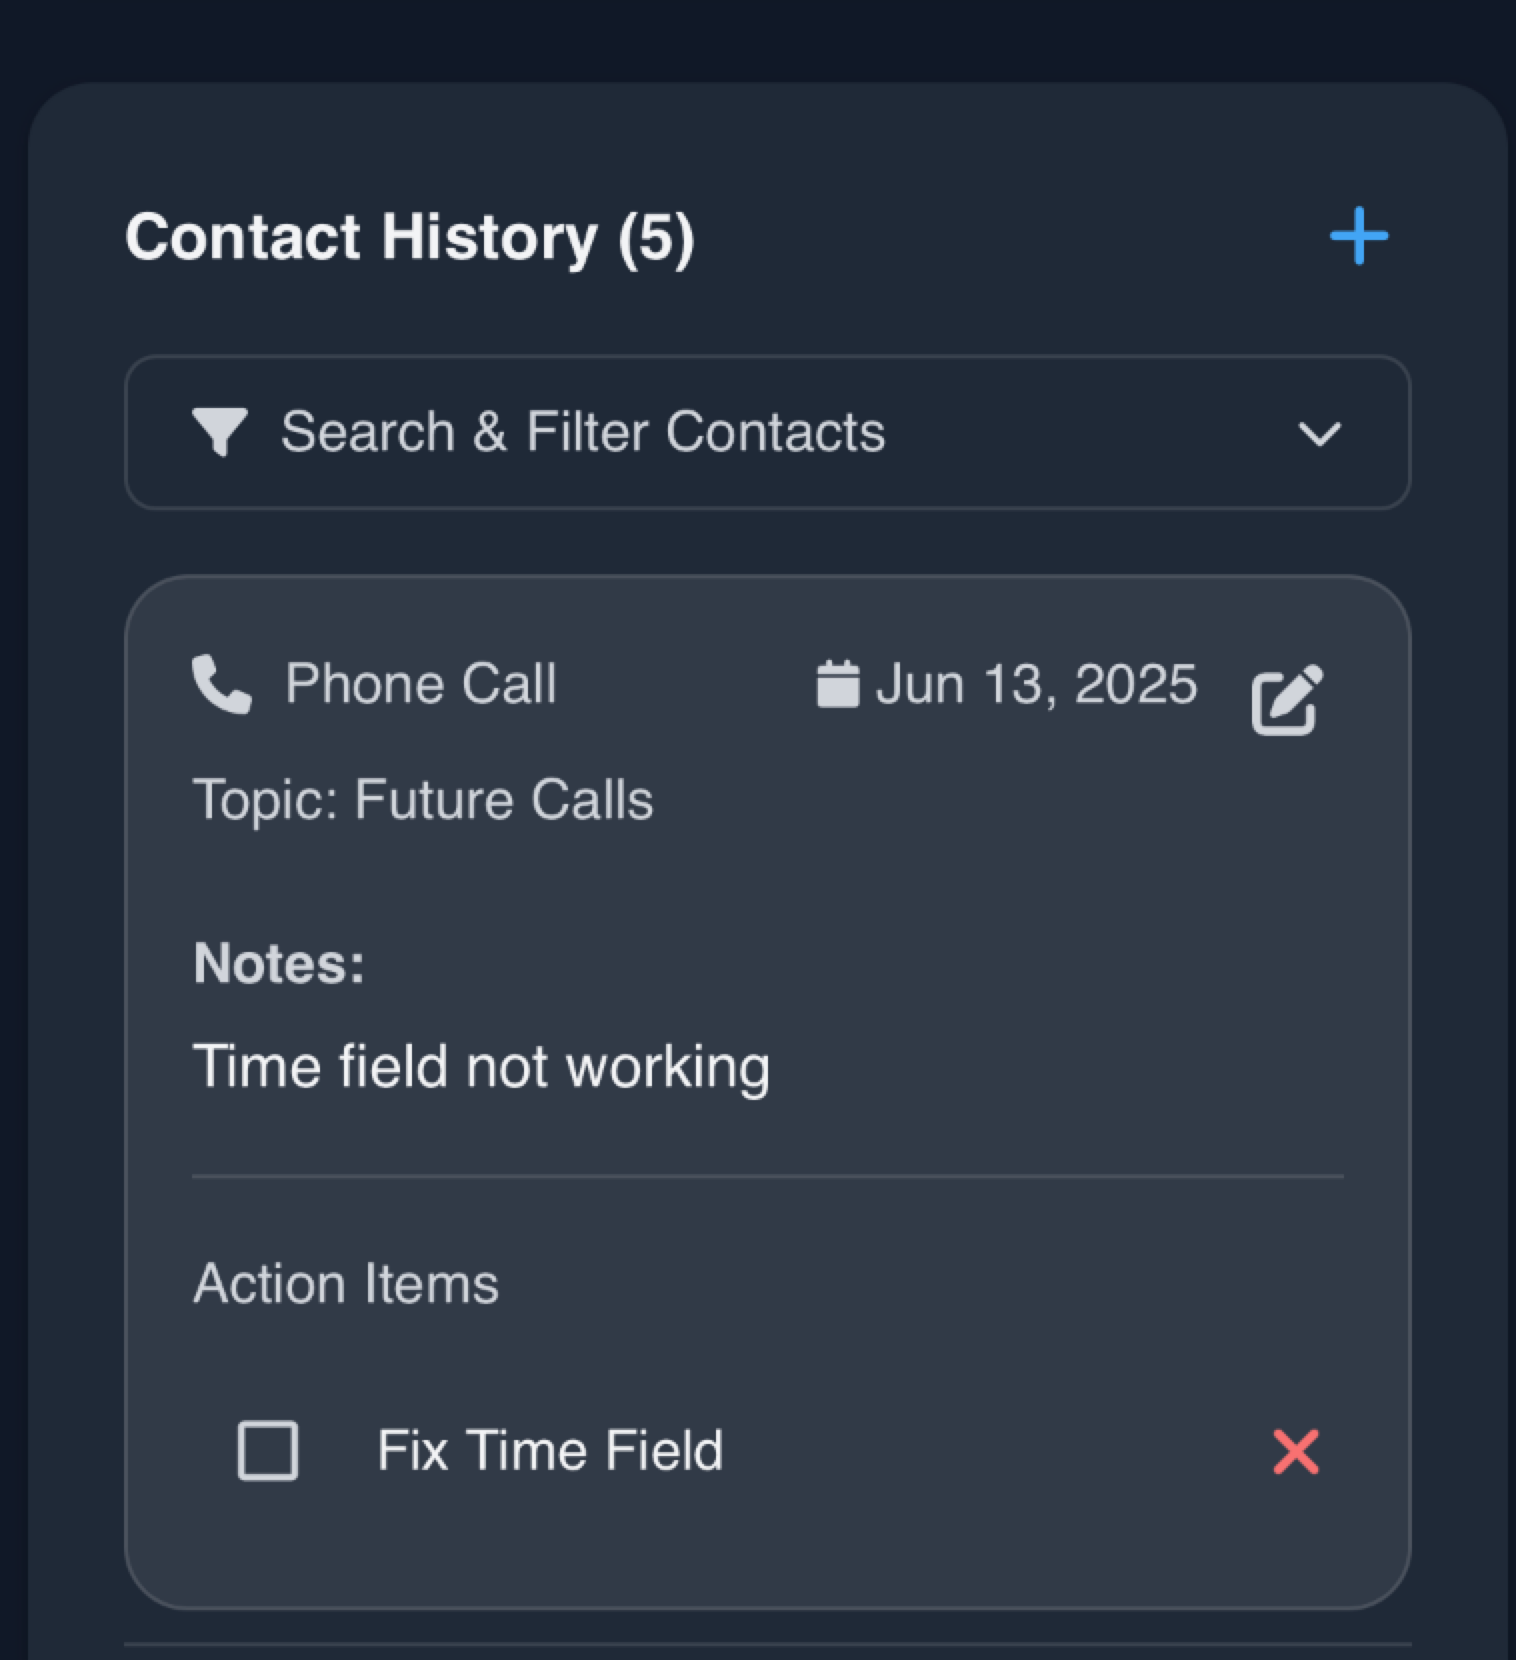 Contact History (5)
Search & Filter Contacts
Phone Call Jun 13, 2025
Topic: Future Calls
Notes:
Time field not working
Action Items
Fix Time Field